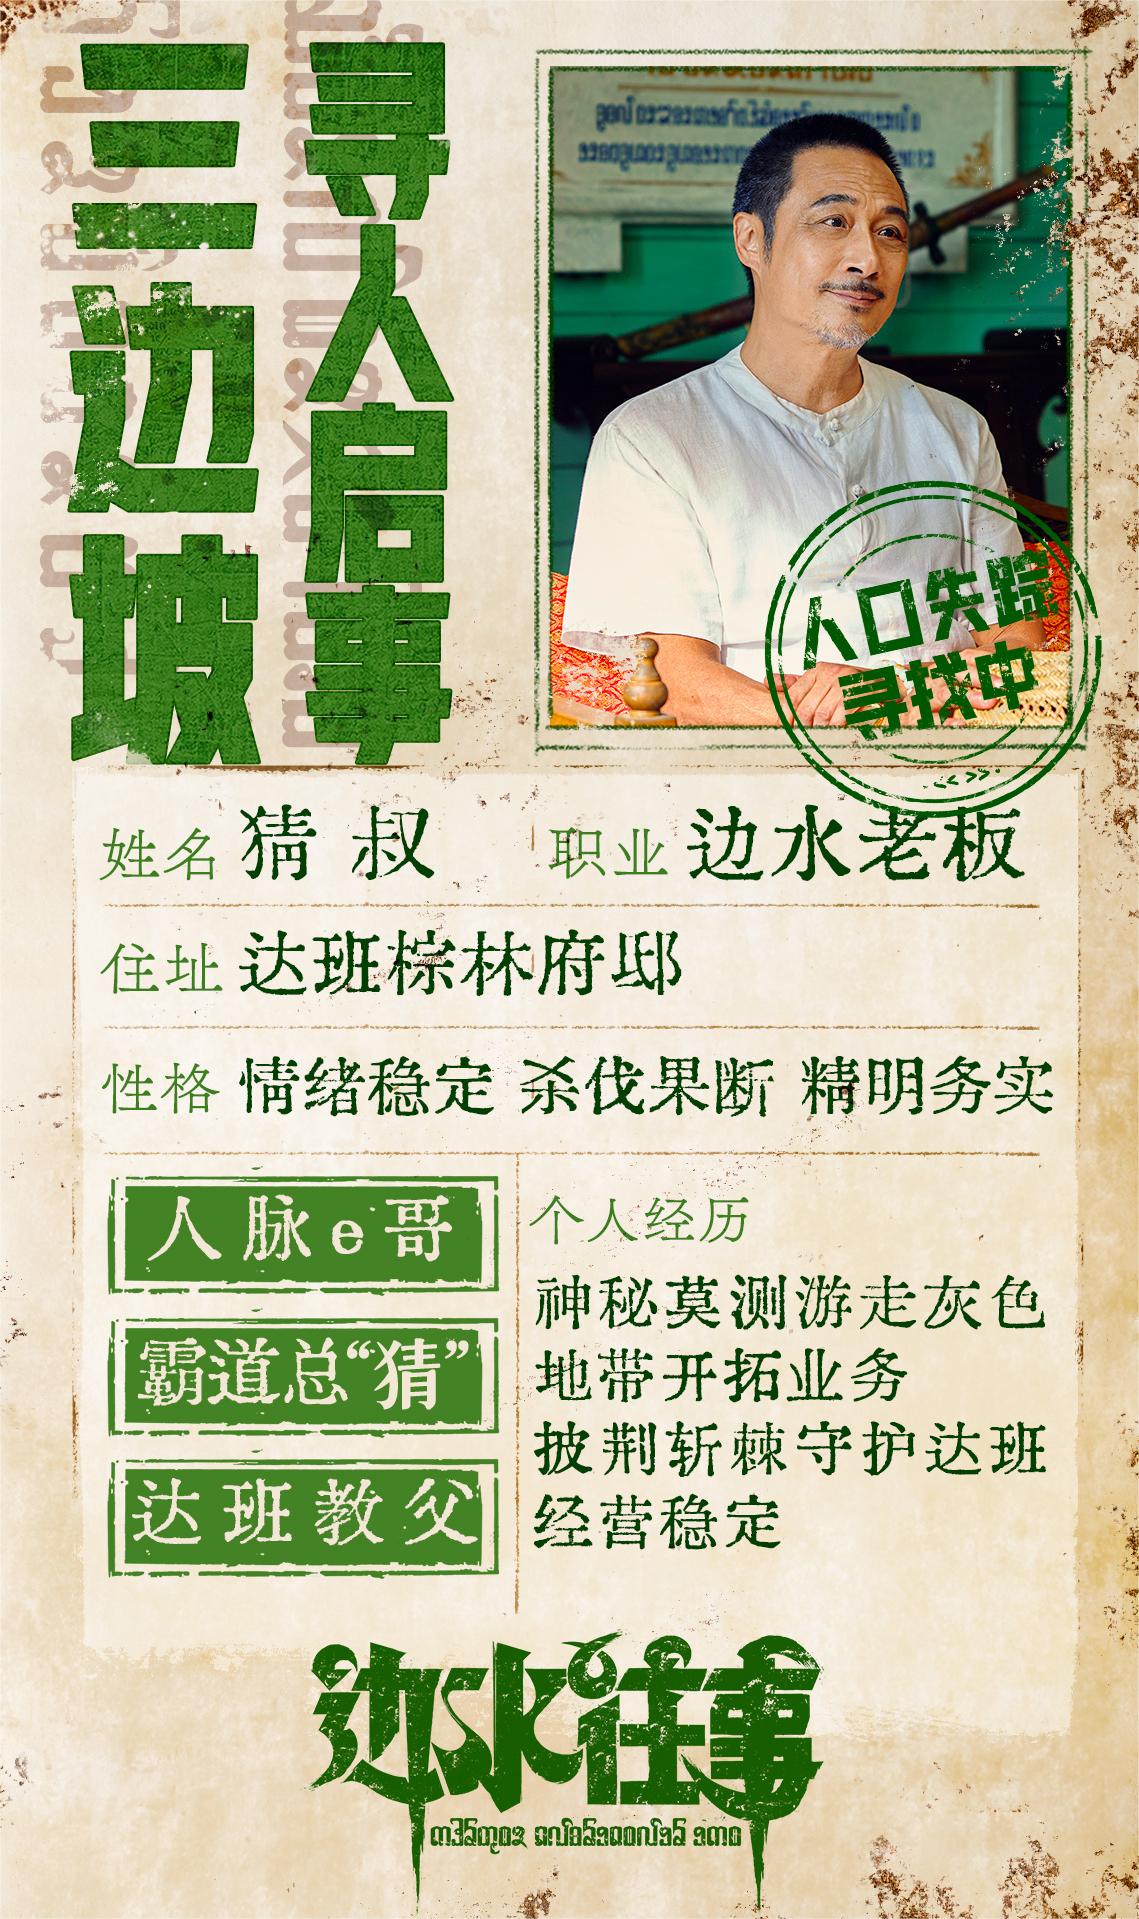 三边坡
寻人启事
人口失踪
寻找中
姓名 猜叔 职业 边水老板
住址 达班棕林府邸
性格 情绪稳定 杀伐果断 精明务实
人脉e哥
霸道总“猜”
达班教父
个人经历
神秘莫测游走灰色
地带开拓业务
披荆斩棘守护达班
经营稳定
边水往事